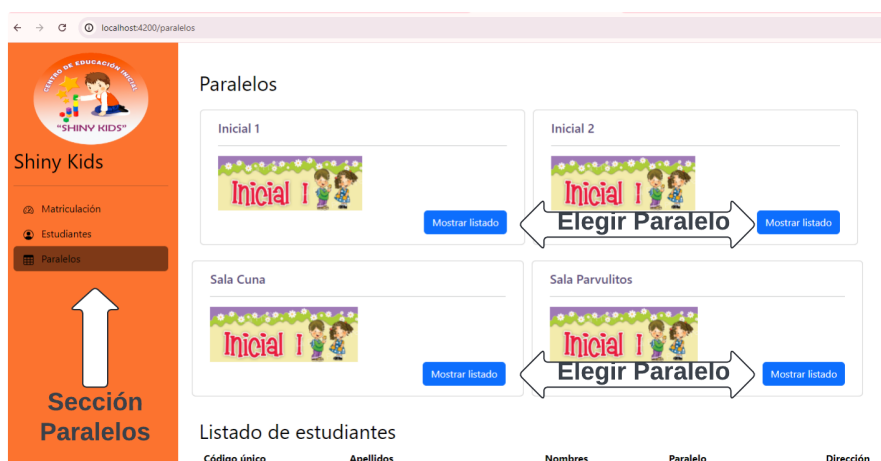 localhost:4200/paralelos
CENTRO DE EDUCACIÓN INICIAL
"SHINY KIDS"
Shiny Kids
Matriculación
Estudiantes
Paralelos
Sección
Paralelos
Paralelos
Inicial 1
Inicial I
Mostrar listado
Inicial 2
Inicial I
Mostrar listado
Elegir Paralelo
Sala Cuna
Inicial I
Mostrar listado
Sala Parvulitos
Inicial I
Mostrar listado
Elegir Paralelo
Listado de estudiantes
Código único Apellidos Nombres Paralelo Dirección